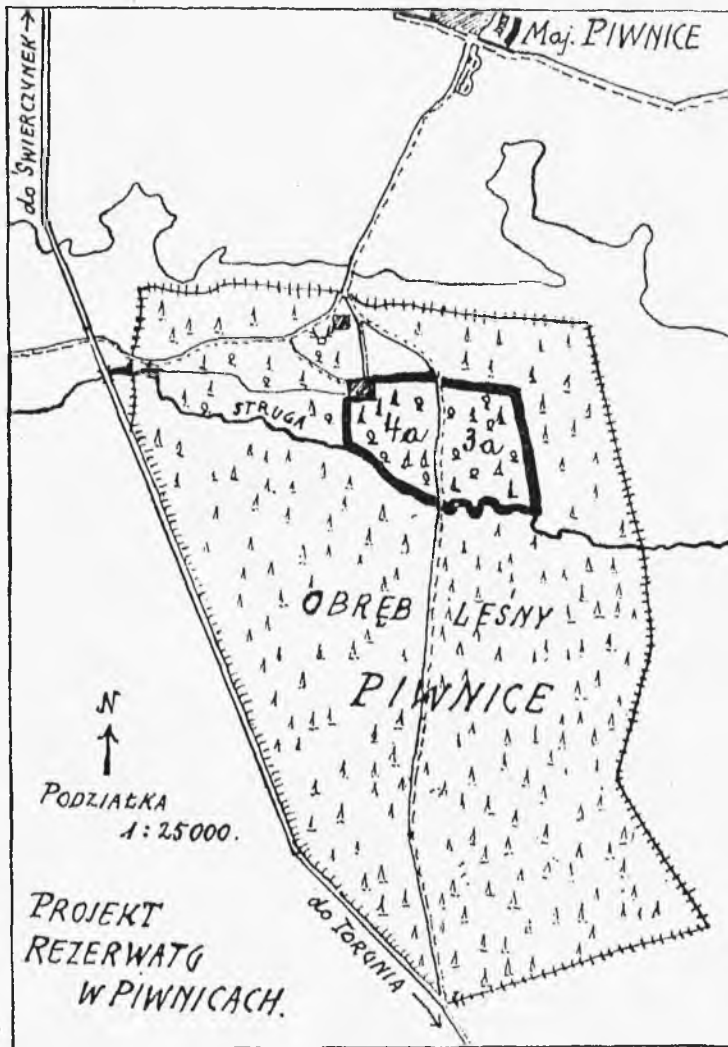 Maj. PIWNICE
do ŚWIERCZYNEK→
STRUGA
4a
3a
OBRĘB LEŚNY
PIWNICE
N
PODZIAŁKA
1:25000.
do TORUNIA
PROJEKT
REZERWATU
W PIWNICACH.